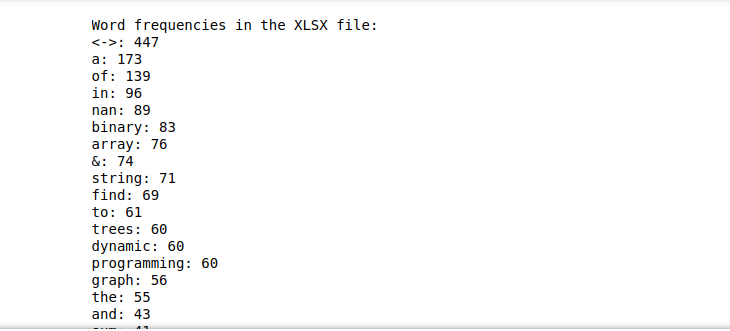 Word frequencies in the XLSX file:
<->: 447
a: 173
of: 139
in: 96
nan: 89
binary: 83
array: 76
&: 74
string: 71
find: 69
to: 61
trees: 60
dynamic: 60
programming: 60
graph: 56
the: 55
and: 43